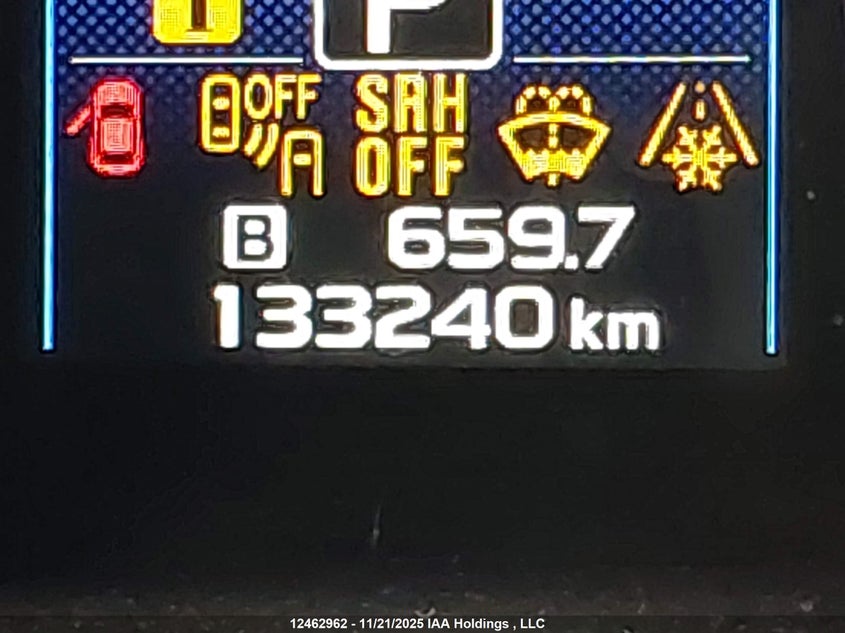 P
OFF SRH
OFF
B 659.7
133240 km
12462962 - 11/21/2025 IAA Holdings , LLC